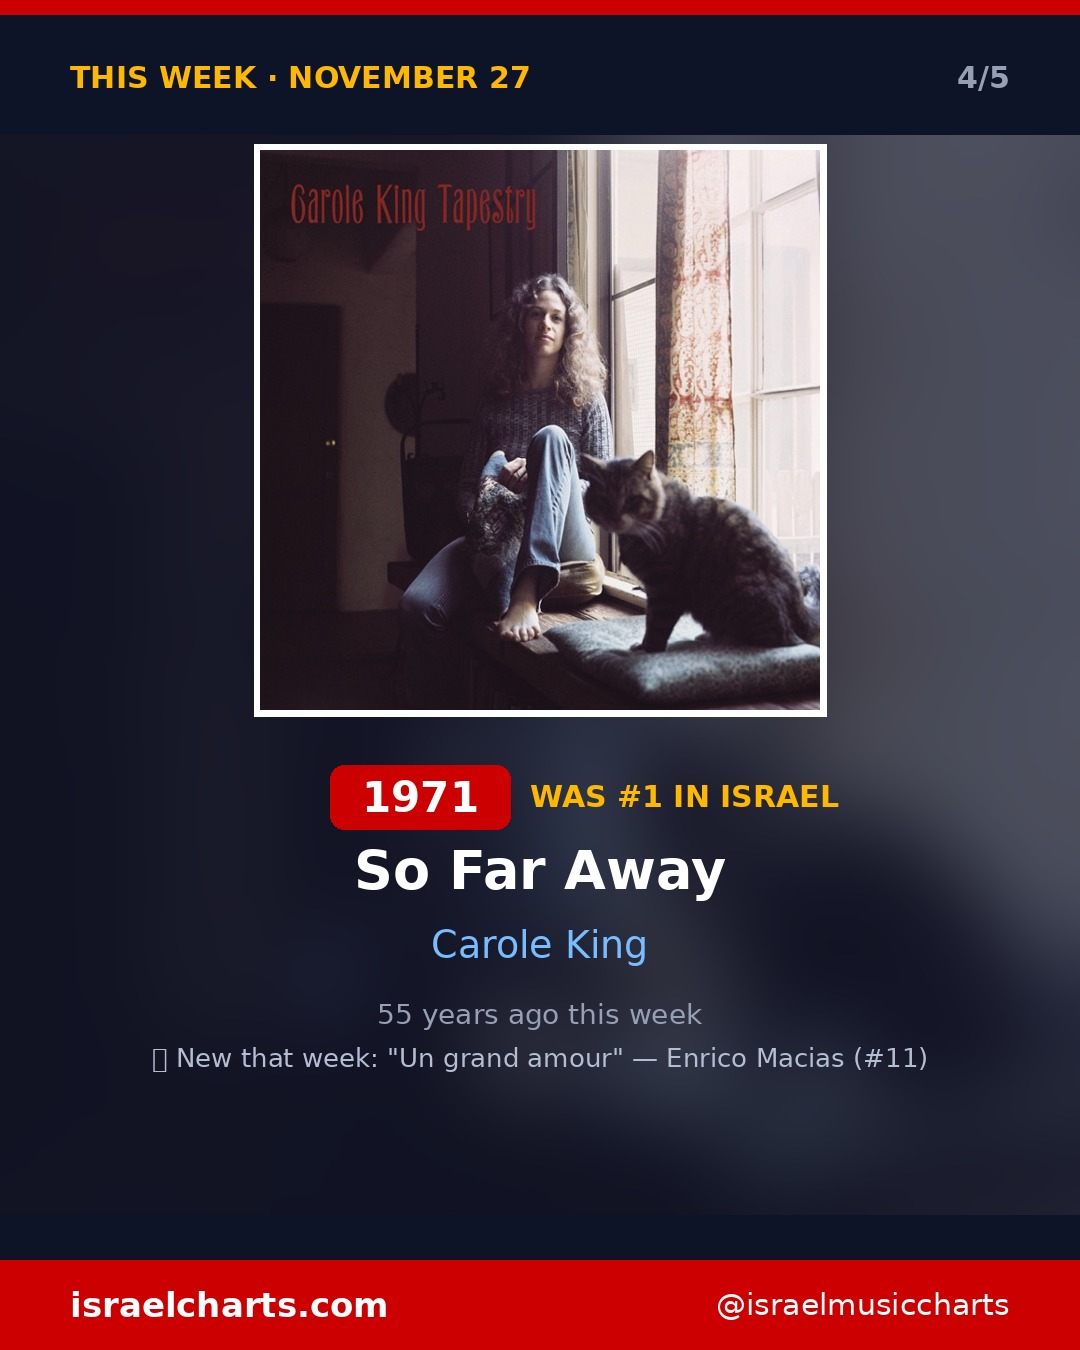 THIS WEEK · NOVEMBER 27
4/5
Carole King Tapestry
1971
WAS #1 IN ISRAEL
So Far Away
Carole King
55 years ago this week
New that week: "Un grand amour" — Enrico Macias (#11)
israelcharts.com
@israelmusiccharts